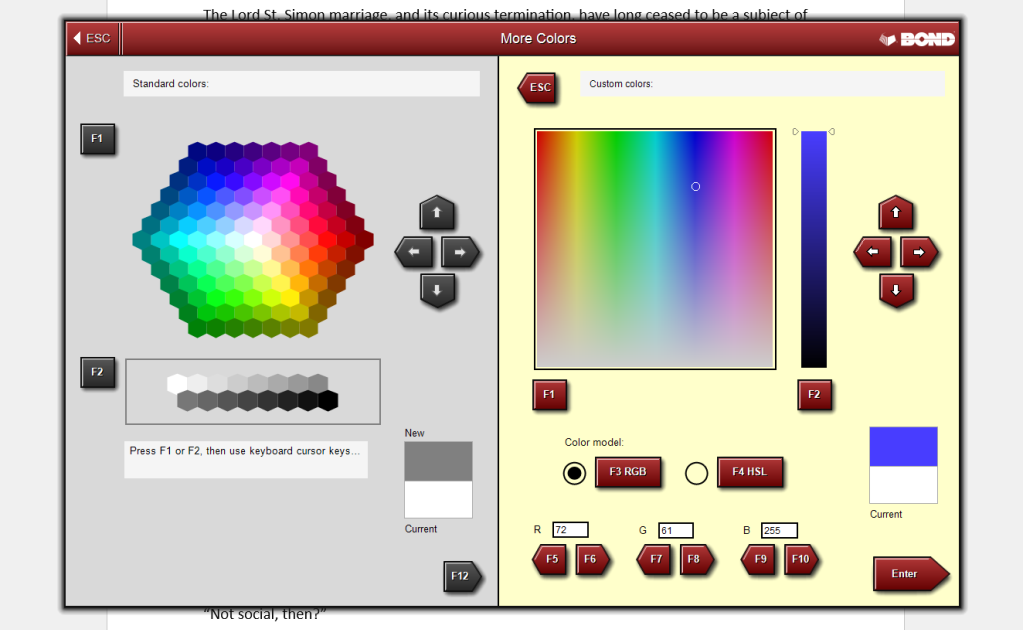 The Lord St. Simon marriage, and its curious termination, have long ceased to be a subject of
ESC
More Colors
BOND
Standard colors:
ESC
Custom colors:
F1
F2
F1
F2
Press F1 or F2, then use keyboard cursor keys...
New
Current
Color model:
F3 RGB
F4 HSL
Current
R 72
G 61
B 255
F5
F6
F7
F8
F9
F10
F12
Enter
“Not social, then?”